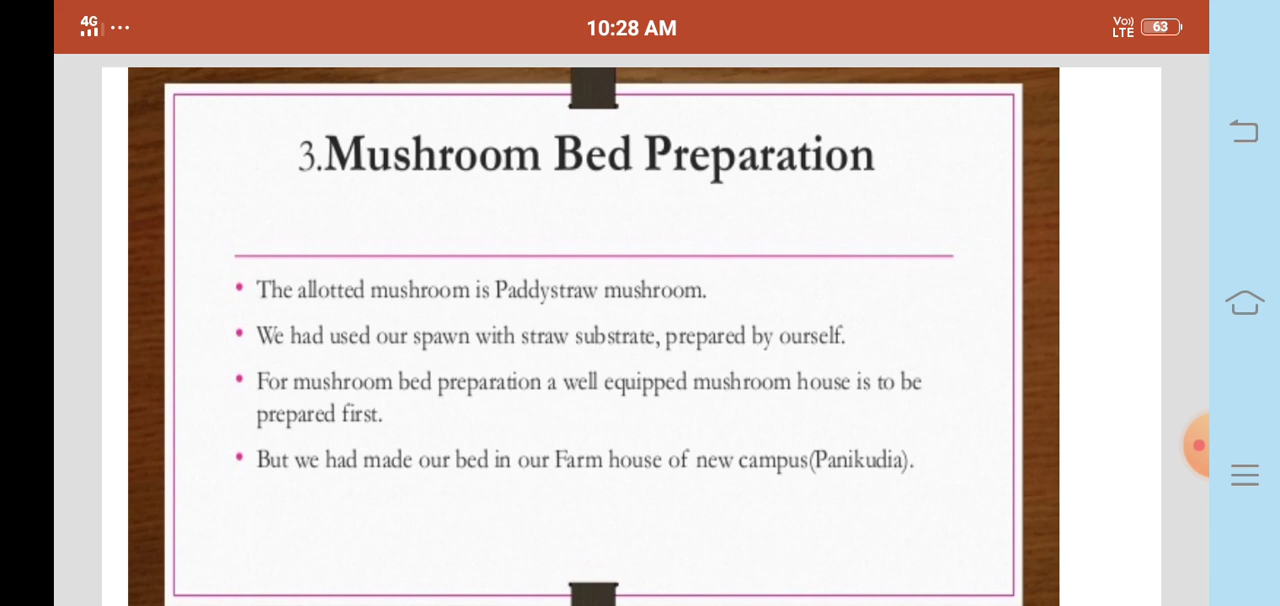 4G
10:28 AM
Vo))
LTE
63
3.Mushroom Bed Preparation
• The allotted mushroom is Paddystraw mushroom.
• We had used our spawn with straw substrate, prepared by ourself.
• For mushroom bed preparation a well equipped mushroom house is to be
prepared first.
• But we had made our bed in our Farm house of new campus(Panikudia).